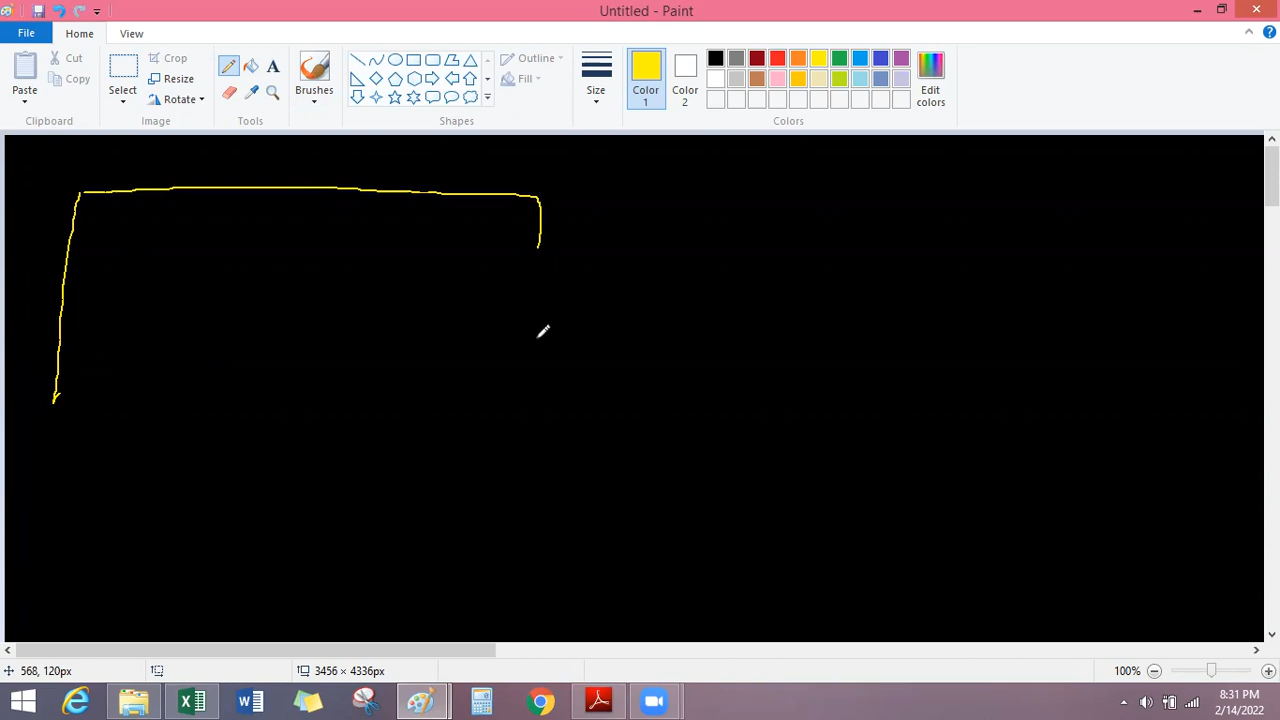 Untitled - Paint
File Home View
Paste
Cut
Copy
Clipboard
Select
Crop
Resize
Rotate
Image
Tools
Brushes
Shapes
Outline
Fill
Size
Color 1
Color 2
Edit colors
Colors
568, 120px
3456 × 4336px
100%
8:31 PM
2/14/2022